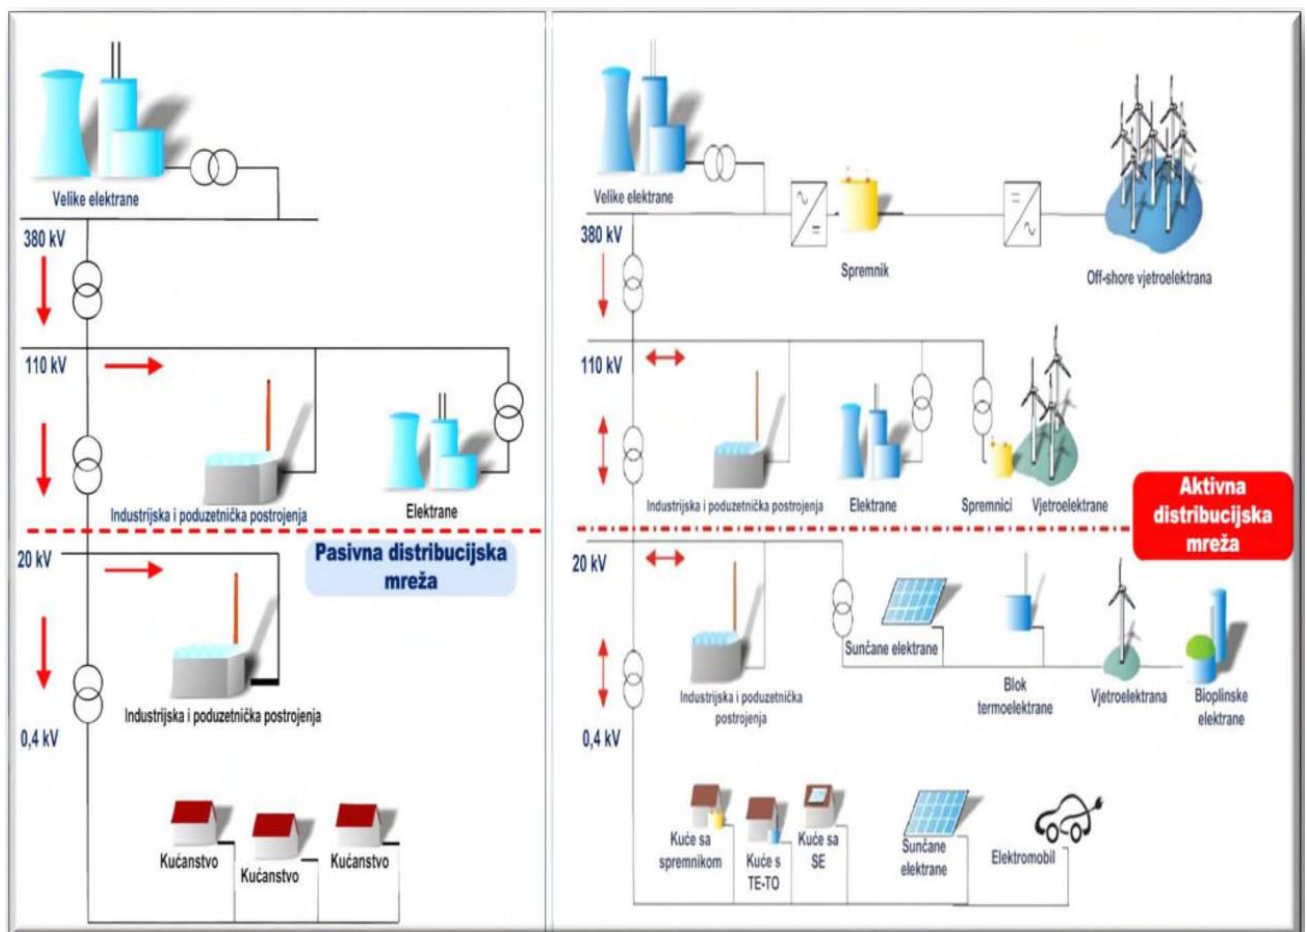 Velike elektrane
380 kV
110 kV
Industrijska i poduzetnička postrojenja
Elektrane
20 kV
Pasivna distribucijska
mreža
Industrijska i poduzetnička postrojenja
0,4 kV
Kućanstvo
Kućanstvo
Kućanstvo
Velike elektrane
380 kV
Spremnik
Off-shore vjetroelektrana
110 kV
Industrijska i poduzetnička postrojenja
Elektrane
Spremnici
Vjetroelektrane
Aktivna
distribucijska
mreža
20 kV
Sunčane elektrane
Industrijska i poduzetnička
postrojenja
Blok
termoelektrane
Vjetroelektrana
Bioplinske
elektrane
0,4 kV
Kuće sa
spremnikom
Kuće s
TE-TO
Kuće sa
SE
Sunčane
elektrane
Elektromobil